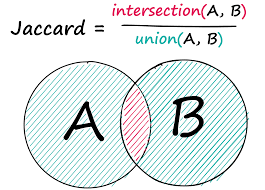 intersection(A, B)
Jaccard =
union(A, B)
A
B